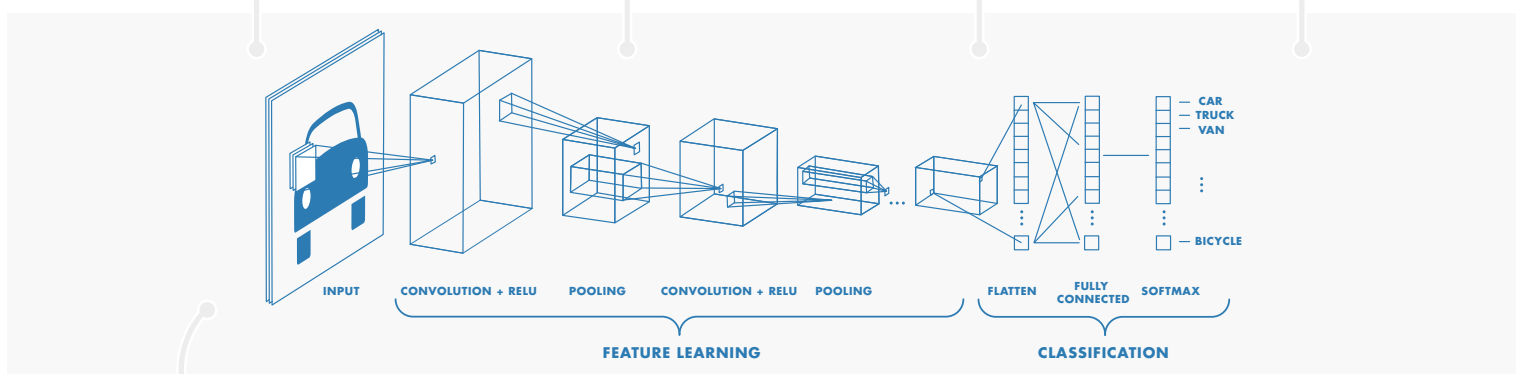 CAR
TRUCK
VAN
BICYCLE
INPUT
CONVOLUTION + RELU
POOLING
CONVOLUTION + RELU
POOLING
FLATTEN
FULLY
CONNECTED
SOFTMAX
FEATURE LEARNING
CLASSIFICATION